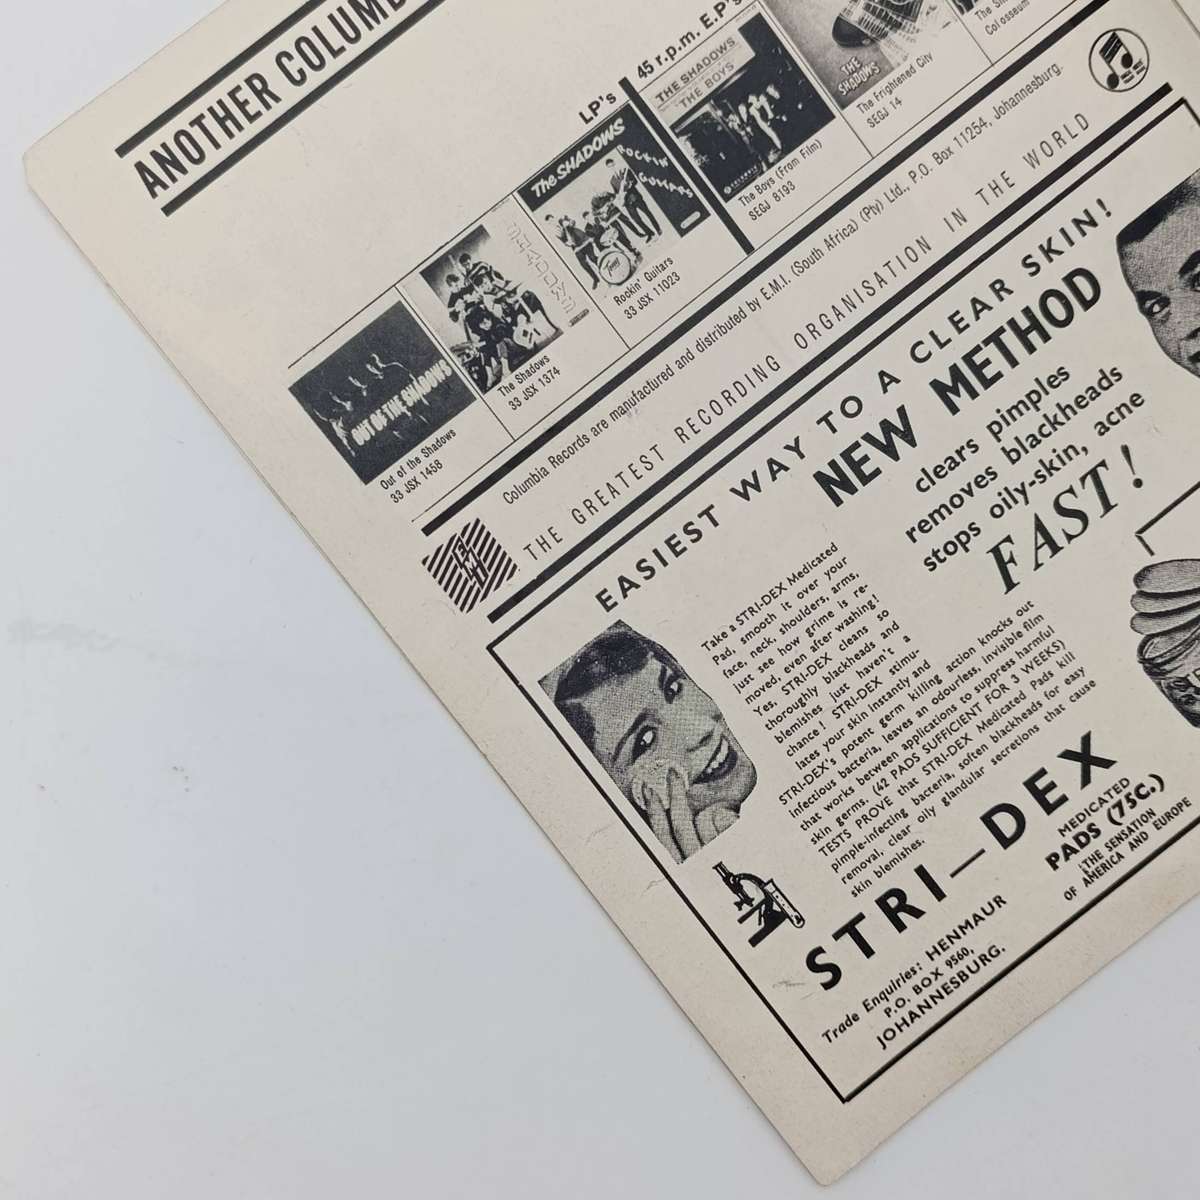 ANOTHER COLUMB
LP's
45 r.p.m. E.P's
OUT OF THE SHADOWS
Out of the Shadows
33 JSX 1458
SHADOWS
The Shadows
33 JSX 1374
The SHADOWS
ROCKIN'
GUITARS
Rockin' Guitars
33 JSX 11023
THE SHADOWS
THE BOYS
COLUMBIA
The Boys (From Film)
SEGJ 8193
THE
SHADOWS
The Frightened City
SEGJ 14
Colosseum
Columbia Records are manufactured and distributed by E.M.I. (South Africa) (Pty) Ltd., P.O. Box 11254, Johannesburg.
EMI
THE GREATEST RECORDING ORGANISATION IN THE WORLD
EASIEST WAY TO A CLEAR SKIN!
NEW METHOD
clears pimples
removes blackheads
stops oily-skin, acne
FAST!
Take a STRI-DEX Medicated
Pad, smooth it over your
face, neck, shoulders, arms,
just see how grime is re-
moved, even after washing!
Yes, STRI-DEX cleans so
thoroughly blackheads and
blemishes just haven't a
chance! STRI-DEX stimu-
lates your skin instantly and
STRI-DEX's potent germ killing action knocks out
infectious bacteria, leaves an odourless, invisible film
that works between applications to suppress harmful
skin germs. (42 PADS SUFFICIENT FOR 3 WEEKS)
TESTS PROVE that STRI-DEX Medicated Pads kill
pimple-infecting bacteria, soften blackheads for easy
removal, clear oily glandular secretions that cause
skin blemishes.
STRI-DEX
MEDICATED
PADS (75C.)
THE SENSATION
OF AMERICA AND EUROPE
Trade Enquiries: HENMAUR
P.O. BOX 9560,
JOHANNESBURG.